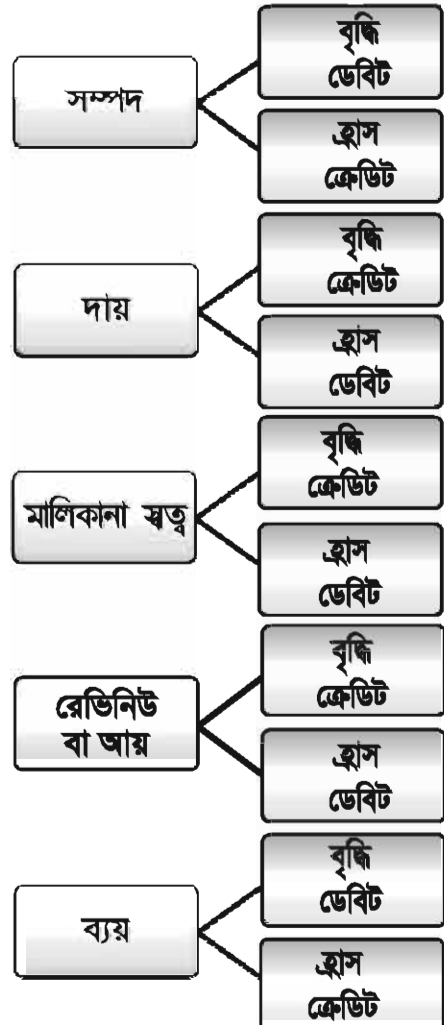 সম্পদ
বৃদ্ধি
ডেবিট
হ্রাস
ক্রেডিট
দায়
বৃদ্ধি
ক্রেডিট
হ্রাস
ডেবিট
মালিকানা স্বত্ব
বৃদ্ধি
ক্রেডিট
হ্রাস
ডেবিট
রেভিনিউ
বা আয়
বৃদ্ধি
ক্রেডিট
হ্রাস
ডেবিট
ব্যয়
বৃদ্ধি
ডেবিট
হ্রাস
ক্রেডিট